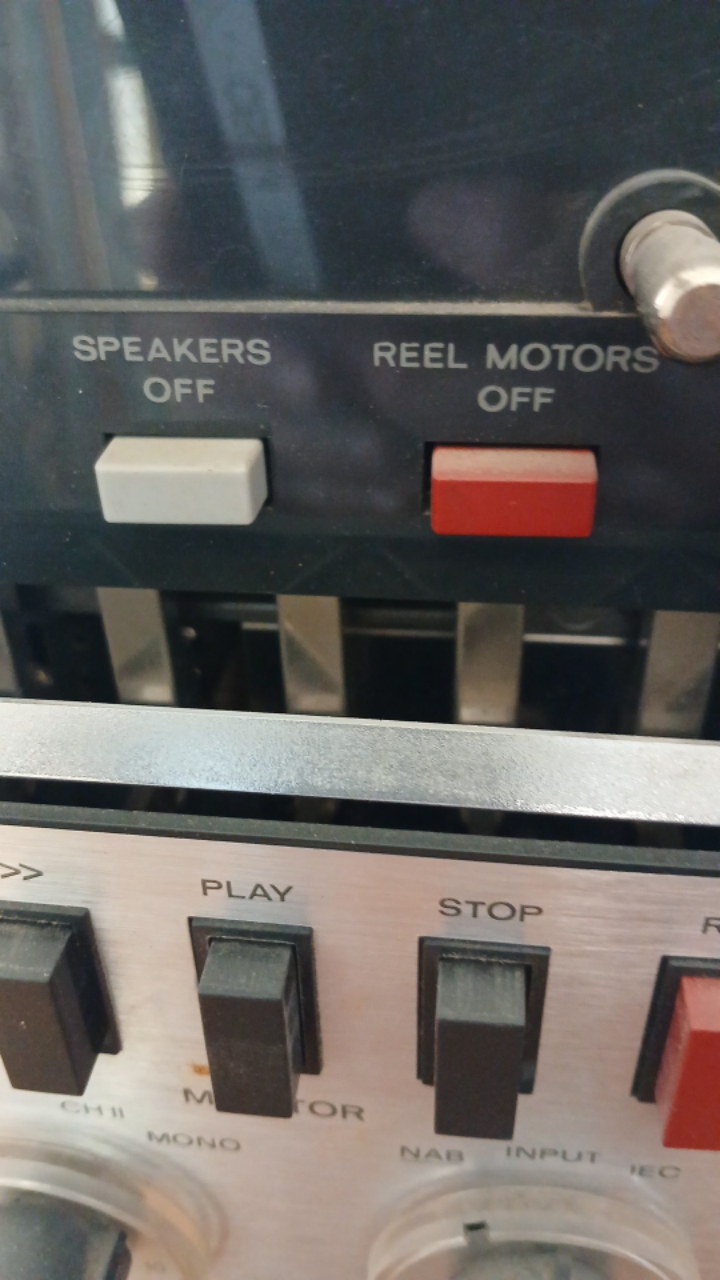 SPEAKERS
OFF
REEL MOTORS
OFF
>>
PLAY
STOP
CH II
MONO
NAB
INPUT
IEC